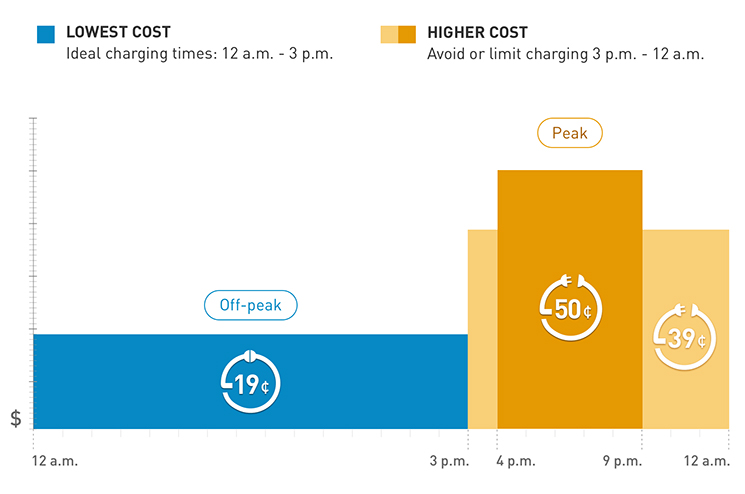 LOWEST COST
Ideal charging times: 12 a.m. - 3 p.m.
HIGHER COST
Avoid or limit charging 3 p.m. - 12 a.m.
Peak
Off-peak
50¢
39¢
19¢
$
12 a.m.
3 p.m.
4 p.m.
9 p.m.
12 a.m.